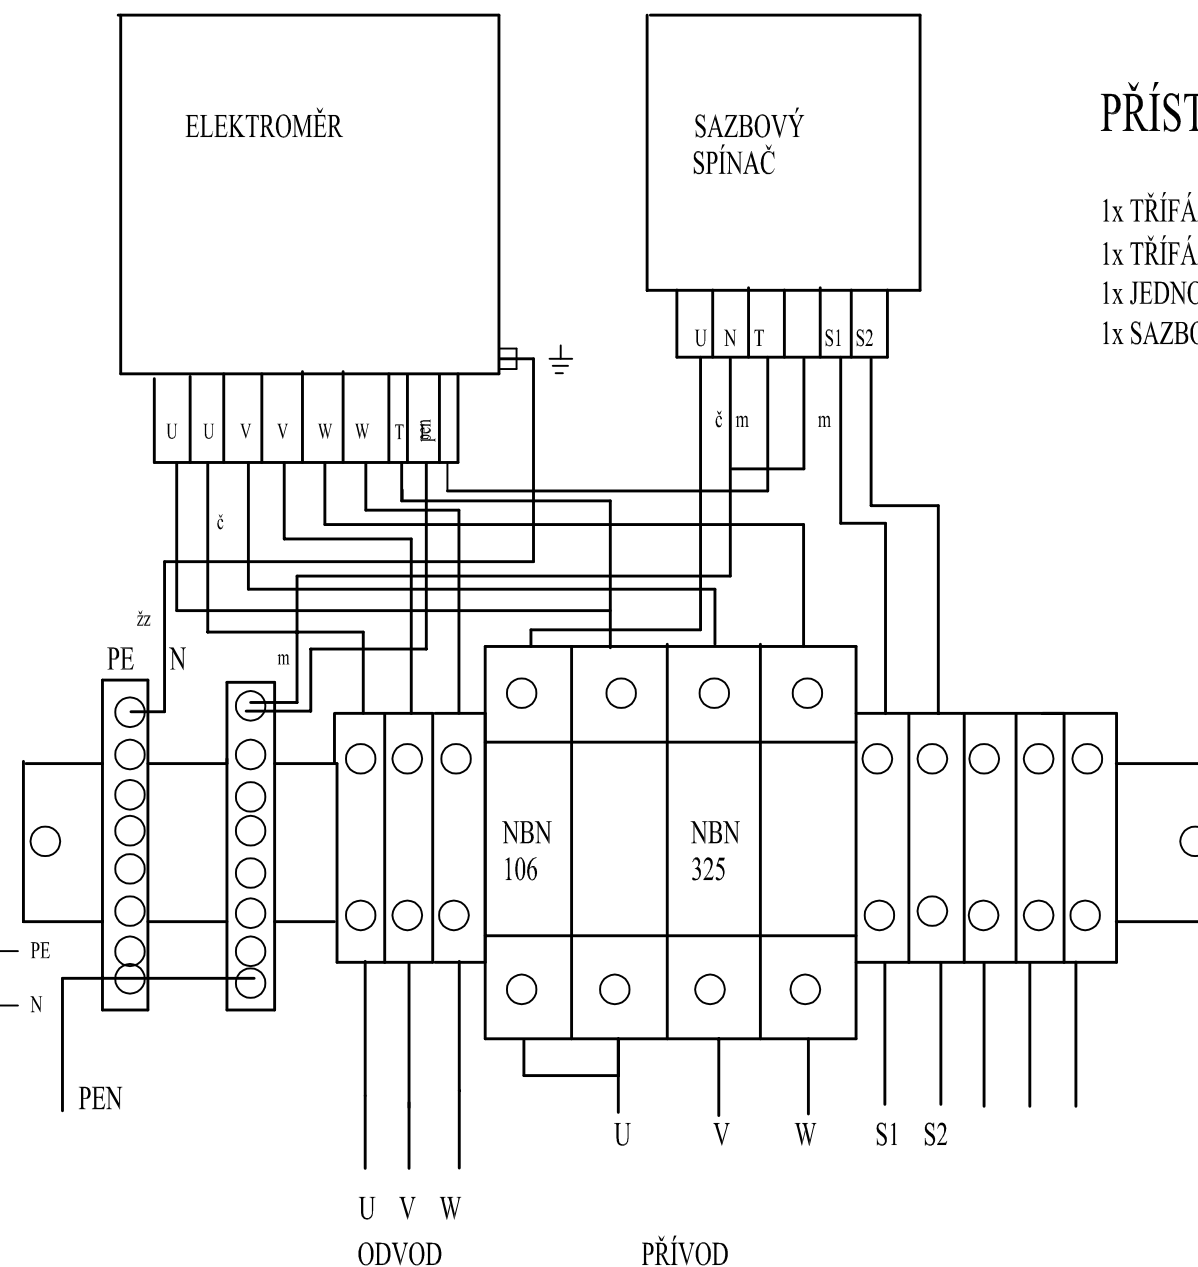 ELEKTROMĚR
SAZBOVÝ
SPÍNAČ
PŘÍST
1x TŘÍFÁ
1x TŘÍFÁ
1x JEDNO
1x SAZBO
U N T S1 S2
č m m
U U V V W W T pen
č
žz
PE N
m
NBN
106
NBN
325
PE
N
PEN
U V W S1 S2
U V W
ODVOD PŘÍVOD